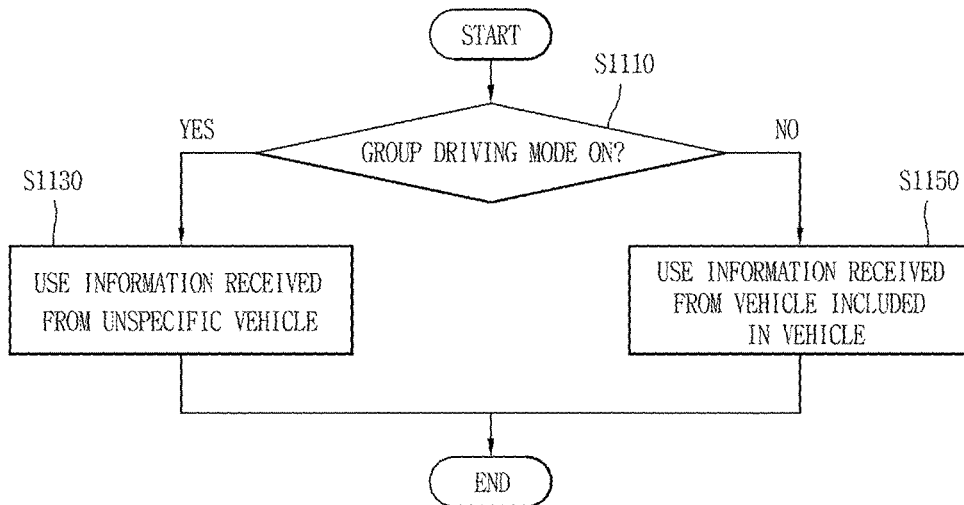 START
S1110
YES
GROUP DRIVING MODE ON?
NO
S1130
S1150
USE INFORMATION RECEIVED
FROM UNSPECIFIC VEHICLE
USE INFORMATION RECEIVED
FROM VEHICLE INCLUDED
IN VEHICLE
END